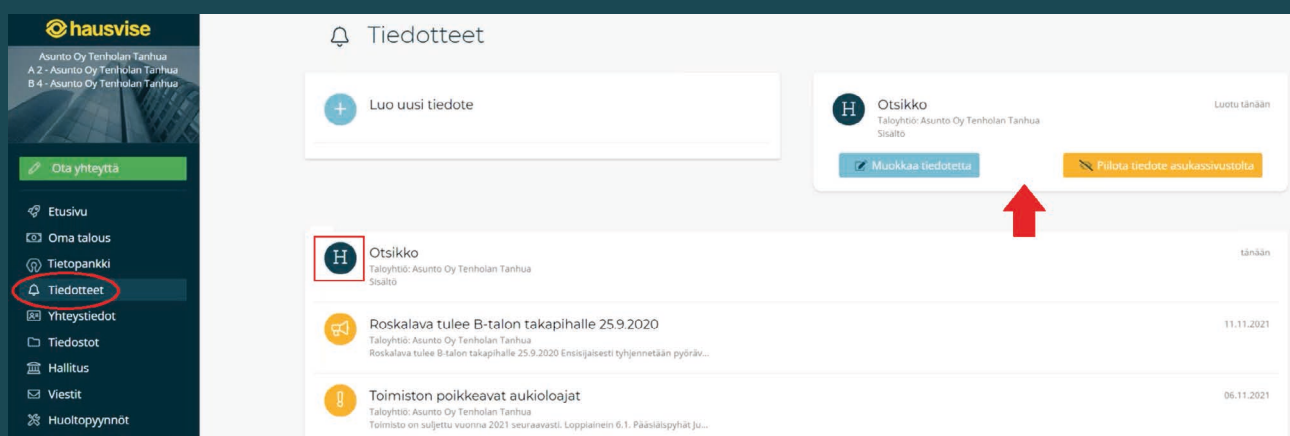 hausvise
Asunto Oy Tenholan Tanhua
A 2 - Asunto Oy Tenholan Tanhua
B 4 - Asunto Oy Tenholan Tanhua
Ota yhteyttä
Etusivu
Oma talous
Tietopankki
Tiedotteet
Yhteystiedot
Tiedostot
Hallitus
Viestit
Huoltopyynnöt
Tiedotteet
Luo uusi tiedote
H
Otsikko
Luotu tänään
Taloyhtiö: Asunto Oy Tenholan Tanhua
Sisältö
Muokkaa tiedotetta
Piilota tiedote asukassivustolta
H
Otsikko
tänään
Taloyhtiö: Asunto Oy Tenholan Tanhua
Sisältö
Roskalava tulee B-talon takapihalle 25.9.2020
11.11.2021
Taloyhtiö: Asunto Oy Tenholan Tanhua
Roskalava tulee B-talon takapihalle 25.9.2020 Ensisijaisesti tyhjennetään pyöräv...
Toimiston poikkeavat aukioloajat
06.11.2021
Taloyhtiö: Asunto Oy Tenholan Tanhua
Toimisto on suljettu vuonna 2021 seuraavasti. Loppiainein 6.1. Pääsiäispyhät Ju...